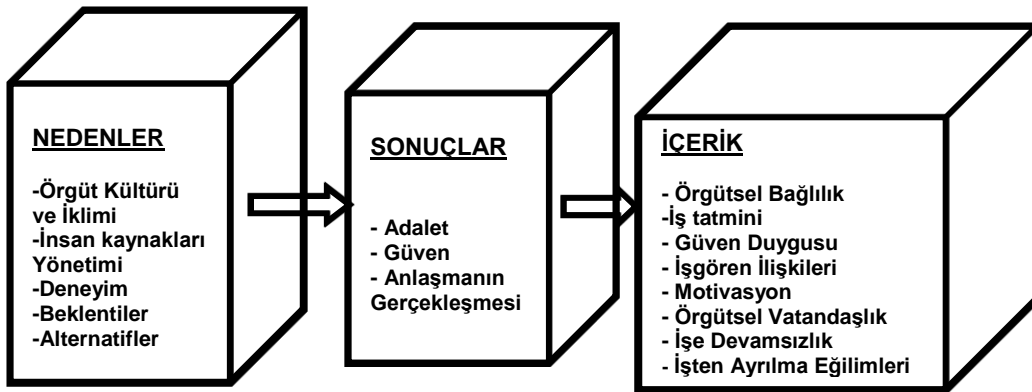 NEDENLER
-Örgüt Kültürü
ve İklimi
-İnsan kaynakları
Yönetimi
-Deneyim
-Beklentiler
-Alternatifler
SONUÇLAR
- Adalet
- Güven
- Anlaşmanın
Gerçekleşmesi
İÇERİK
- Örgütsel Bağlılık
-İş tatmini
- Güven Duygusu
- İşgören İlişkileri
- Motivasyon
- Örgütsel Vatandaşlık
- İşe Devamsızlık
- İşten Ayrılma Eğilimleri